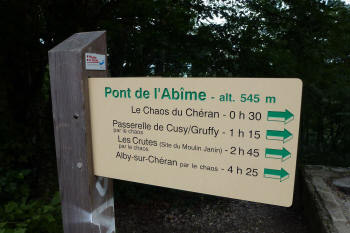 Pont de l'Abîme - alt. 545 m
Le Chaos du Chéran - 0 h 30
Passerelle de Cusy/Gruffy - 1 h 15
par le chaos
Les Crutes (Site du Moulin Janin) - 2 h 45
par le chaos
Alby-sur-Chéran par le chaos - 4 h 25